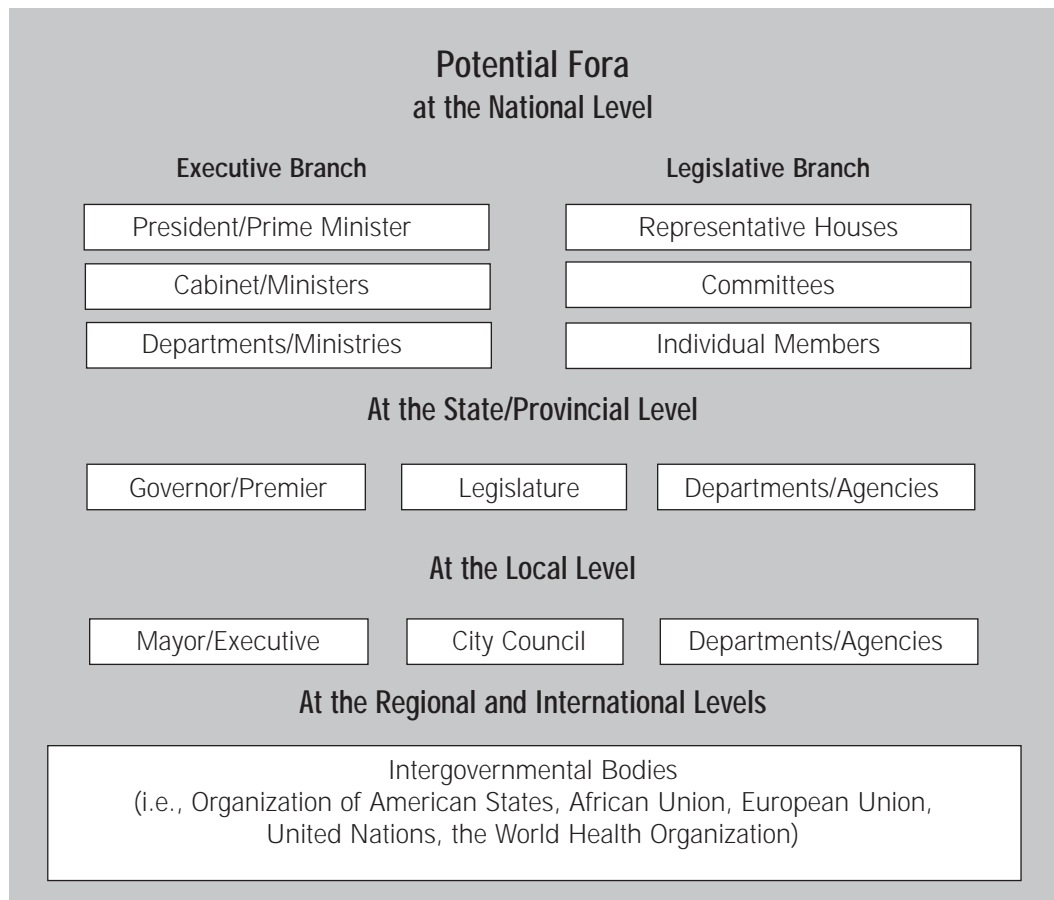 Potential Fora
at the National Level
Executive Branch
President/Prime Minister
Cabinet/Ministers
Departments/Ministries
Legislative Branch
Representative Houses
Committees
Individual Members
At the State/Provincial Level
Governor/Premier
Legislature
Departments/Agencies
At the Local Level
Mayor/Executive
City Council
Departments/Agencies
At the Regional and International Levels
Intergovernmental Bodies
(i.e., Organization of American States, African Union, European Union,
United Nations, the World Health Organization)